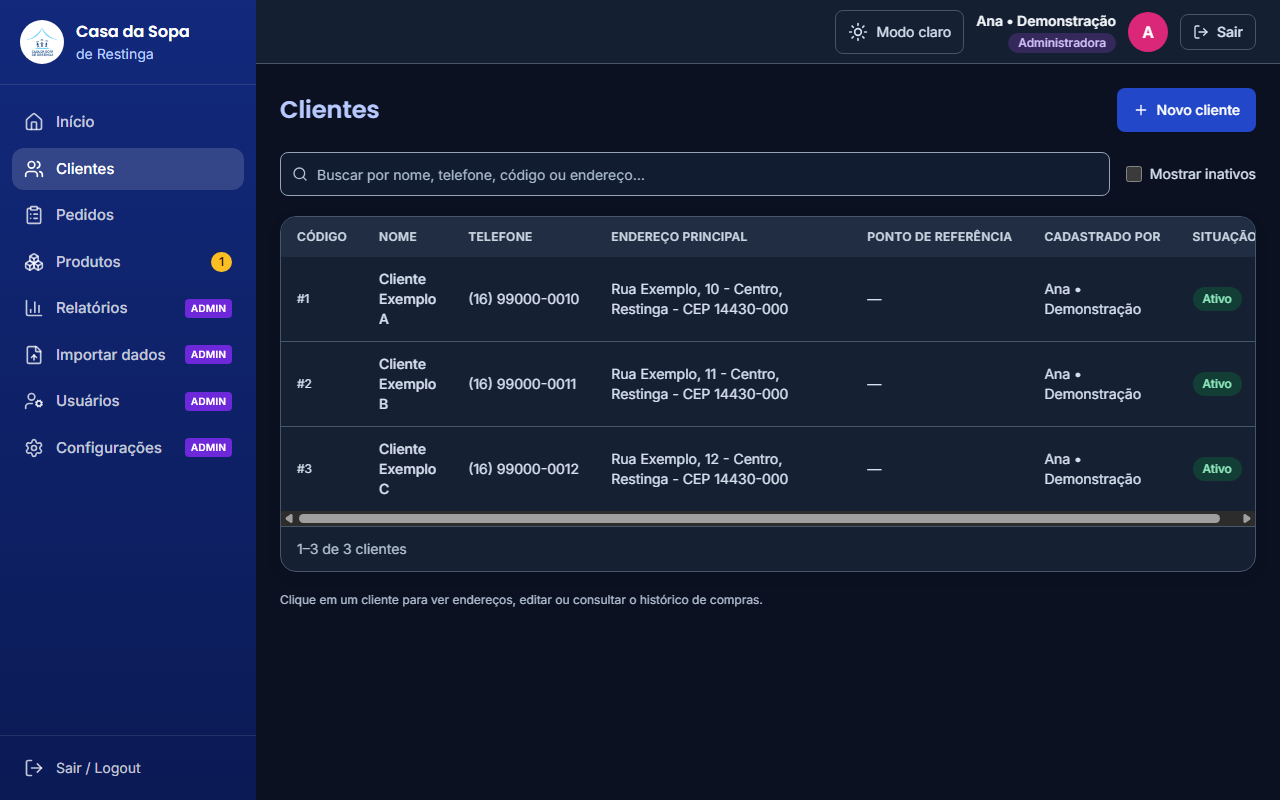 Casa da Sopa
de Restinga
Modo claro
Ana • Demonstração
Administradora
A
Sair
Início
Clientes
Pedidos
Produtos 1
Relatórios ADMIN
Importar dados ADMIN
Usuários ADMIN
Configurações ADMIN
Sair / Logout
Clientes
+ Novo cliente
Buscar por nome, telefone, código ou endereço...
Mostrar inativos
CÓDIGO NOME TELEFONE ENDEREÇO PRINCIPAL PONTO DE REFERÊNCIA CADASTRADO POR SITUAÇÃO
#1 Cliente Exemplo A (16) 99000-0010 Rua Exemplo, 10 - Centro, Restinga - CEP 14430-000 — Ana • Demonstração Ativo
#2 Cliente Exemplo B (16) 99000-0011 Rua Exemplo, 11 - Centro, Restinga - CEP 14430-000 — Ana • Demonstração Ativo
#3 Cliente Exemplo C (16) 99000-0012 Rua Exemplo, 12 - Centro, Restinga - CEP 14430-000 — Ana • Demonstração Ativo
1–3 de 3 clientes
Clique em um cliente para ver endereços, editar ou consultar o histórico de compras.